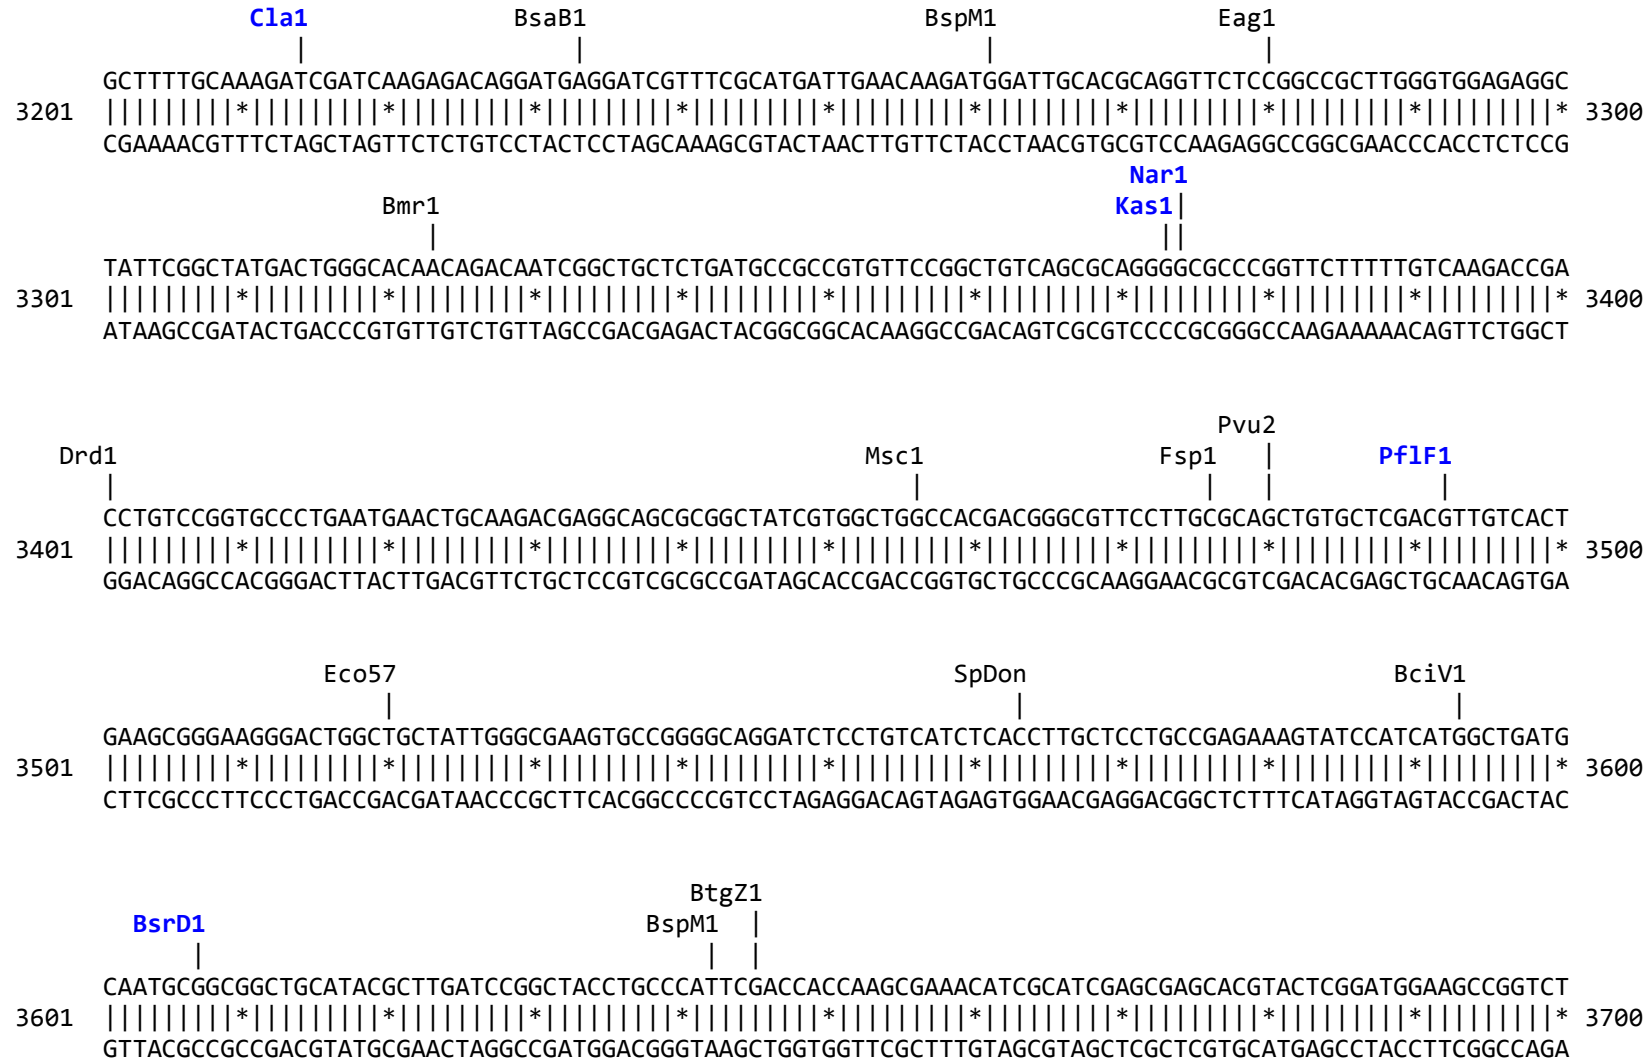 Cla1 BsaB1 BspM1 Eag1
| | | |
GCTTTTGCAAAGATCGATCAAGAGACAGGATGAGGATCGTTTCGCATGATTGAACAAGATGGATTGCACGCAGGTTCTCCGGCCGCTTGGGTGGAGAGGC
3201 |||||||||*|||||||||*|||||||||*|||||||||*|||||||||*|||||||||*|||||||||*|||||||||*|||||||||*|||||||||* 3300
CGAAAACGTTTCTAGCTAGTTCTCTGTCCTACTCCTAGCAAAGCGTACTAACTTGTTCTACCTAACGTGCGTCCAAGAGGCCGGCGAACCCACCTCTCCG
Nar1
Bmr1 Kas1|
| ||
TATTCGGCTATGACTGGGCACAACAGACAATCGGCTGCTCTGATGCCGCCGTGTTCCGGCTGTCAGCGCAGGGGCGCCCGGTTCTTTTTGTCAAGACCGA
3301 |||||||||*|||||||||*|||||||||*|||||||||*|||||||||*|||||||||*|||||||||*|||||||||*|||||||||*|||||||||* 3400
ATAAGCCGATACTGACCCGTGTTGTCTGTTAGCCGACGAGACTACGGCGGCACAAGGCCGACAGTCGCGTCCCCGCGGGCCAAGAAAAACAGTTCTGGCT
Pvu2
Drd1 Msc1 Fsp1 | PflF1
| | | | |
CCTGTCCGGTGCCCTGAATGAACTGCAAGACGAGGCAGCGCGGCTATCGTGGCTGGCCACGACGGGCGTTCCTTGCGCAGCTGTGCTCGACGTTGTCACT
3401 |||||||||*|||||||||*|||||||||*|||||||||*|||||||||*|||||||||*|||||||||*|||||||||*|||||||||*|||||||||* 3500
GGACAGGCCACGGGACTTACTTGACGTTCTGCTCCGTCGCGCCGATAGCACCGACCGGTGCTGCCCGCAAGGAACGCGTCGACACGAGCTGCAACAGTGA
Eco57 SpDon BciV1
| | |
GAAGCGGGAAGGGACTGGCTGCTATTGGGCGAAGTGCCGGGGCAGGATCTCCTGTCATCTCACCTTGCTCCTGCCGAGAAAGTATCCATCATGGCTGATG
3501 |||||||||*|||||||||*|||||||||*|||||||||*|||||||||*|||||||||*|||||||||*|||||||||*|||||||||*|||||||||* 3600
CTTCGCCCTTCCCTGACCGACGATAACCCGCTTCACGGCCCCGTCCTAGAGGACAGTAGAGTGGAACGAGGACGGCTCTTTCATAGGTAGTACCGACTAC
BtgZ1
BsrD1 BspM1 |
| | |
CAATGCGGCGGCTGCATACGCTTGATCCGGCTACCTGCCCATTCGACCACCAAGCGAAACATCGCATCGAGCGAGCACGTACTCGGATGGAAGCCGGTCT
3601 |||||||||*|||||||||*|||||||||*|||||||||*|||||||||*|||||||||*|||||||||*|||||||||*|||||||||*|||||||||* 3700
GTTACGCCGCCGACGTATGCGAACTAGGCCGATGGACGGGTAAGCTGGTGGTTCGCTTTGTAGCGTAGCTCGCTCGTGCATGAGCCTACCTTCGGCCAGA